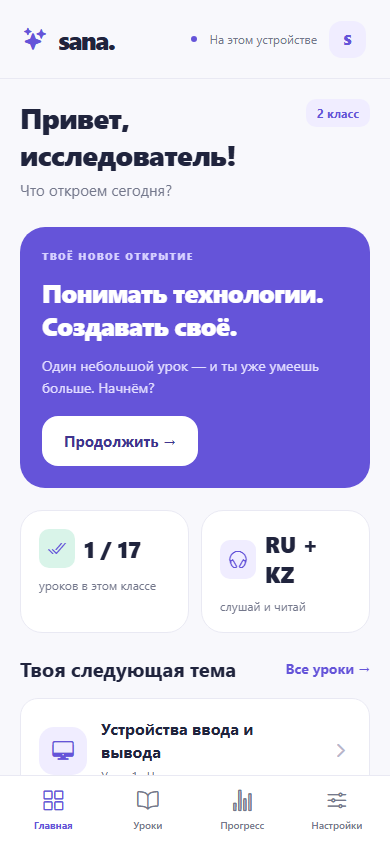 sana.
На этом устройстве
S
Привет,
исследователь!
2 класс
Что откроем сегодня?
ТВОЁ НОВОЕ ОТКРЫТИЕ
Понимать технологии.
Создавать своё.
Один небольшой урок — и ты уже умеешь
больше. Начнём?
Продолжить →
1 / 17
уроков в этом классе
RU +
KZ
слушай и читай
Твоя следующая тема
Все уроки →
Устройства ввода и
вывода
Главная
Уроки
Прогресс
Настройки